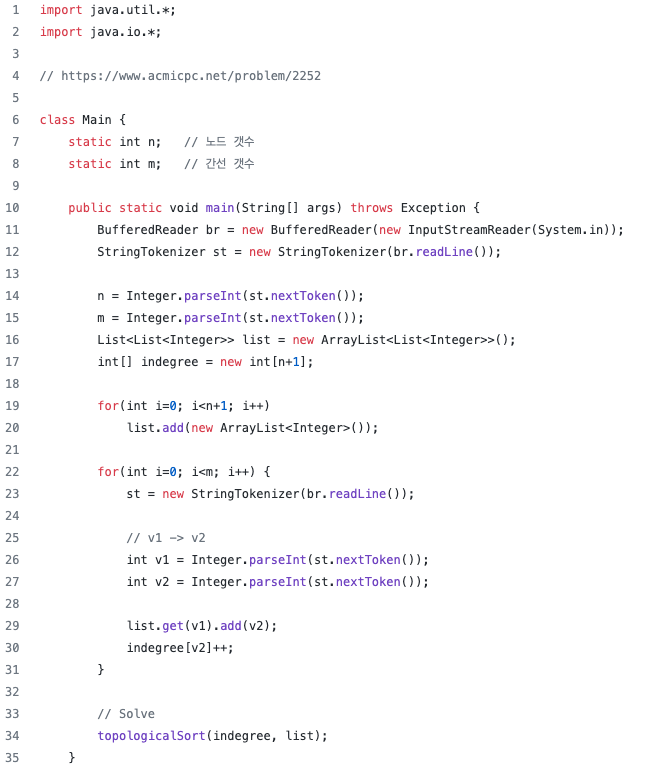 1 import java.util.*;
2 import java.io.*;
3
4 // https://www.acmicpc.net/problem/2252
5
6 class Main {
7     static int n;   // 노드 갯수
8     static int m;   // 간선 갯수
9
10     public static void main(String[] args) throws Exception {
11         BufferedReader br = new BufferedReader(new InputStreamReader(System.in));
12         StringTokenizer st = new StringTokenizer(br.readLine());
13
14         n = Integer.parseInt(st.nextToken());
15         m = Integer.parseInt(st.nextToken());
16         List<List<Integer>> list = new ArrayList<List<Integer>>();
17         int[] indegree = new int[n+1];
18
19         for(int i=0; i<n+1; i++)
20             list.add(new ArrayList<Integer>());
21
22         for(int i=0; i<m; i++) {
23             st = new StringTokenizer(br.readLine());
24
25             // v1 -> v2
26             int v1 = Integer.parseInt(st.nextToken());
27             int v2 = Integer.parseInt(st.nextToken());
28
29             list.get(v1).add(v2);
30             indegree[v2]++;
31         }
32
33         // Solve
34         topologicalSort(indegree, list);
35     }